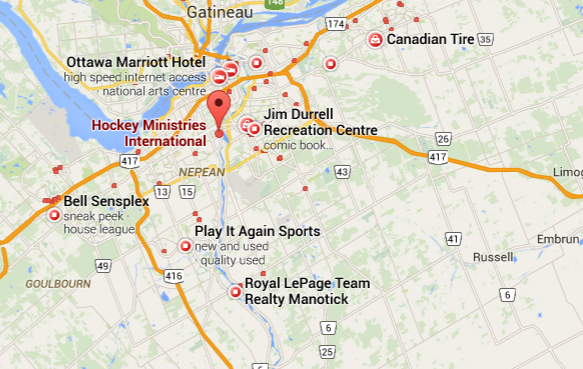 Gatineau
148
174
Canadian Tire
35
Ottawa Marriott Hotel
high speed internet access
national arts centre
Jim Durrell
Recreation Centre
comic book...
Hockey Ministries
International
417
26
417
NEPEAN
43
Limog
Bell Sensplex
sneak peek ·
house league
13
15
Play It Again Sports
new and used
· quality used
41
Embrun
Russell
49
416
GOULBOURN
Royal LePage Team
Realty Manotick
6
6
25